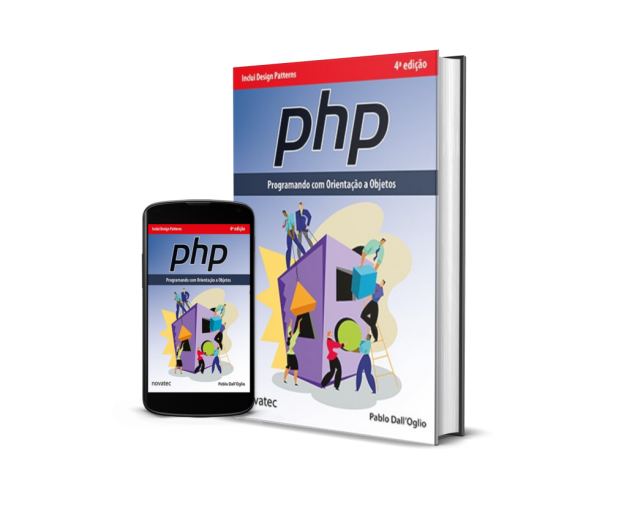 Inclui Design Patterns
4ª edição
php
Programando com Orientação a Objetos
vatec
Pablo Dall'Oglio
Inclui Design Patterns
4ª edição
php
Programando com Orientação a Objetos
novatec
Pablo Dall'Oglio